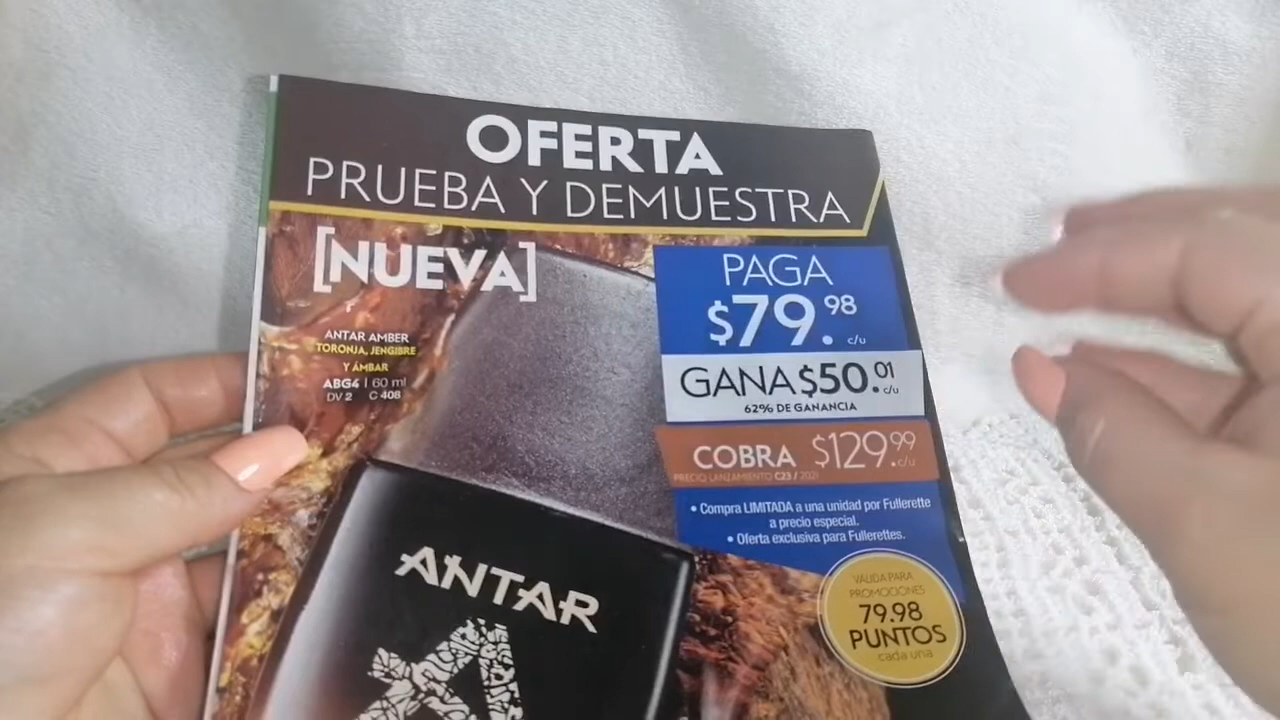 OFERTA
PRUEBA Y DEMUESTRA
[NUEVA]
ANTAR AMBER
TORONJA, JENGIBRE
Y ÁMBAR
ABG4 | 60 ml
DV 2 C 408
PAGA
$79.98 c/u
GANA $50.01 c/u
62% DE GANANCIA
COBRA $129.99 c/u
PRECIO LANZAMIENTO C23 / 2021
• Compra LIMITADA a una unidad por Fullerette
a precio especial.
• Oferta exclusiva para Fullerettes.
VÁLIDA PARA
PROMOCIONES
79.98
PUNTOS
cada una
ANTAR